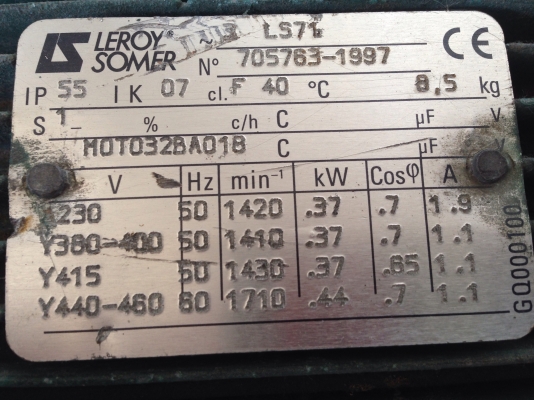 LEROY® SOMER LS71 CE
N° 705763-1997
IP 55 IK 07 cl. F 40 °C 8,5 kg
S 1 % c/h C µF V
MOT032BA018 C µF V
V Hz min-1 kW Cosφ A
230 50 1420 .37 .7 1.9
Y380-400 50 1410 .37 .7 1.1
Y415 50 1430 .37 .65 1.1
Y440-460 60 1710 .44 .7 1.1
GQ000100